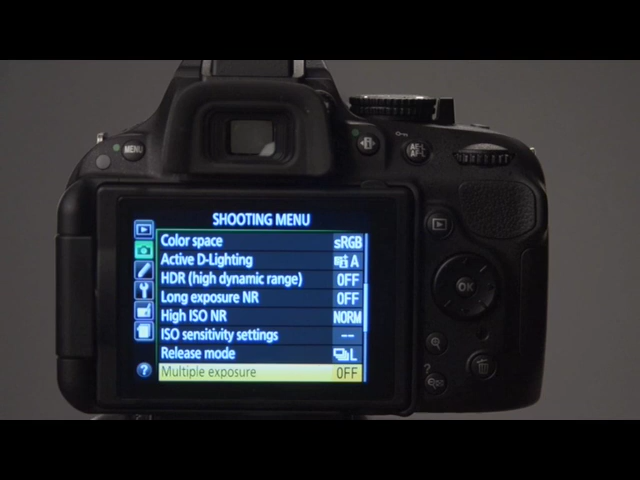 MENU
i
AE-L
AF-L
SHOOTING MENU
Color space sRGB
Active D-Lighting A
HDR (high dynamic range) OFF
Long exposure NR OFF
High ISO NR NORM
ISO sensitivity settings --
Release mode L
Multiple exposure OFF
?
OK
?